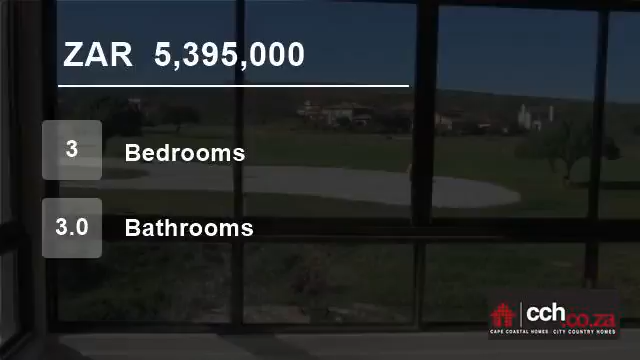 ZAR 5,395,000
3 Bedrooms
3.0 Bathrooms
cch.co.za
CAPE COASTAL HOMES · CITY COUNTRY HOMES